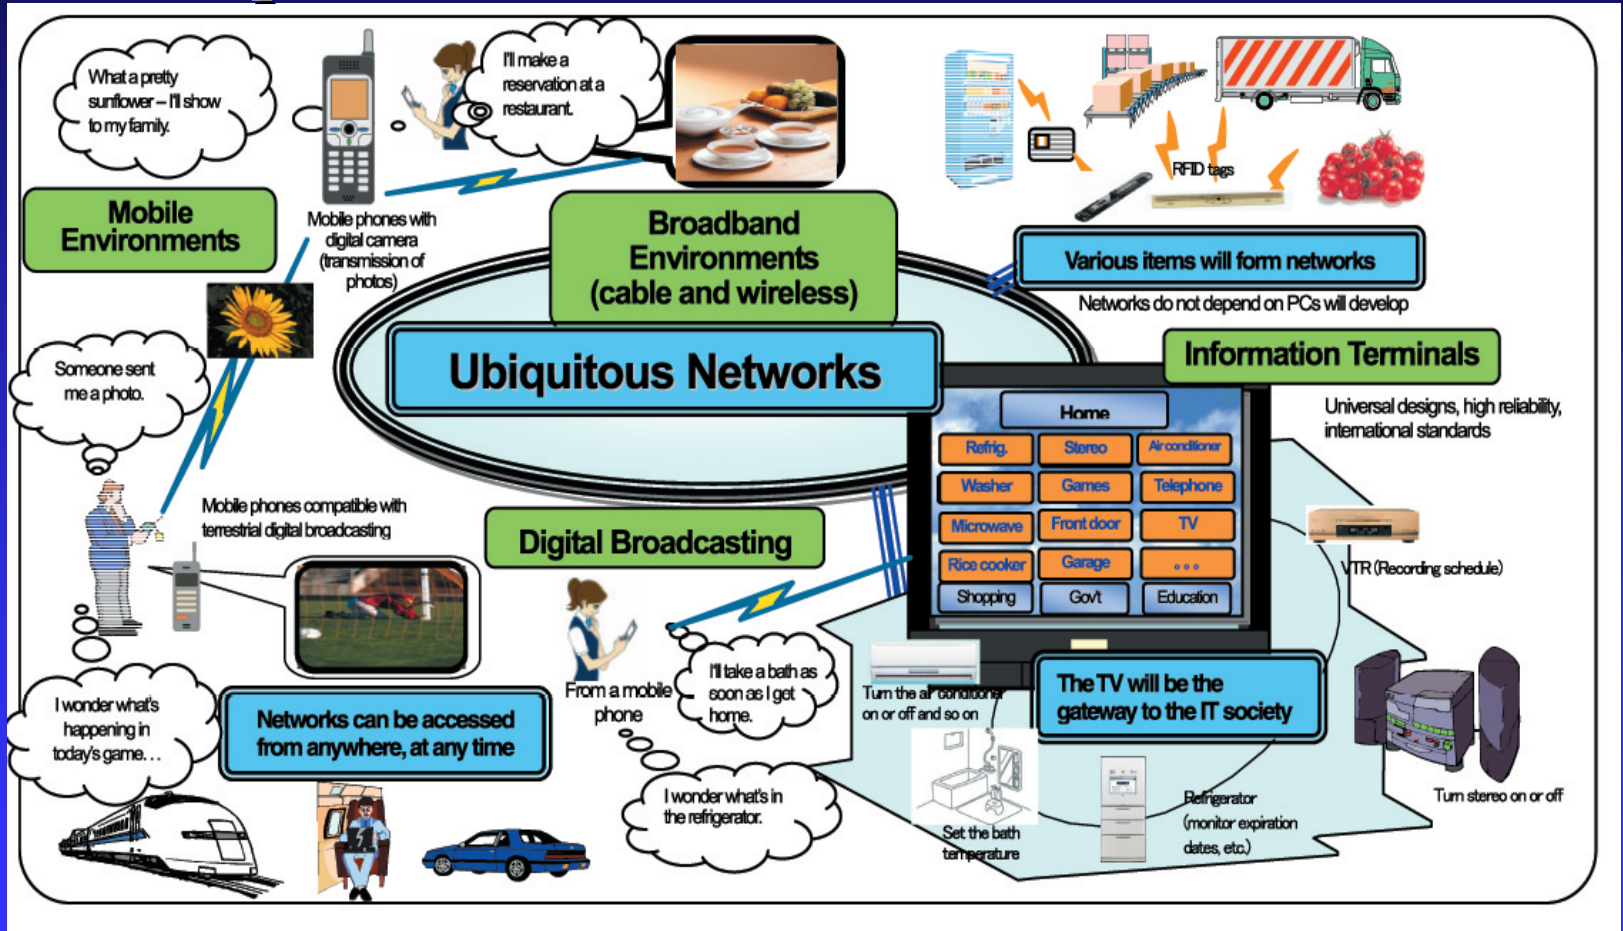 What a pretty
sunflower – I'll show
to my family.
I'll make a
reservation at a
restaurant.
RFID tags
Mobile
Environments
Mobile phones with
digital camera
(transmission of
photos)
Broadband
Environments
(cable and wireless)
Various items will form networks
Networks do not depend on PCs will develop
Ubiquitous Networks
Information Terminals
Universal designs, high reliability,
international standards
Someone sent
me a photo.
Home
Refrig.
Stereo
Air conditioner
Washer
Games
Telephone
Microwave
Front door
TV
Rice cooker
Garage
Shopping
Gov't
Education
Mobile phones compatible with
terrestrial digital broadcasting
Digital Broadcasting
VTR (Recording schedule)
From a mobile
phone
I'll take a bath as
soon as I get
home.
Turn the air conditioner
on or off and so on
The TV will be the
gateway to the IT society
I wonder what's
happening in
today's game…
Networks can be accessed
from anywhere, at any time
I wonder what's in
the refrigerator.
Set the bath
temperature
Refrigerator
(monitor expiration
dates, etc.)
Turn stereo on or off